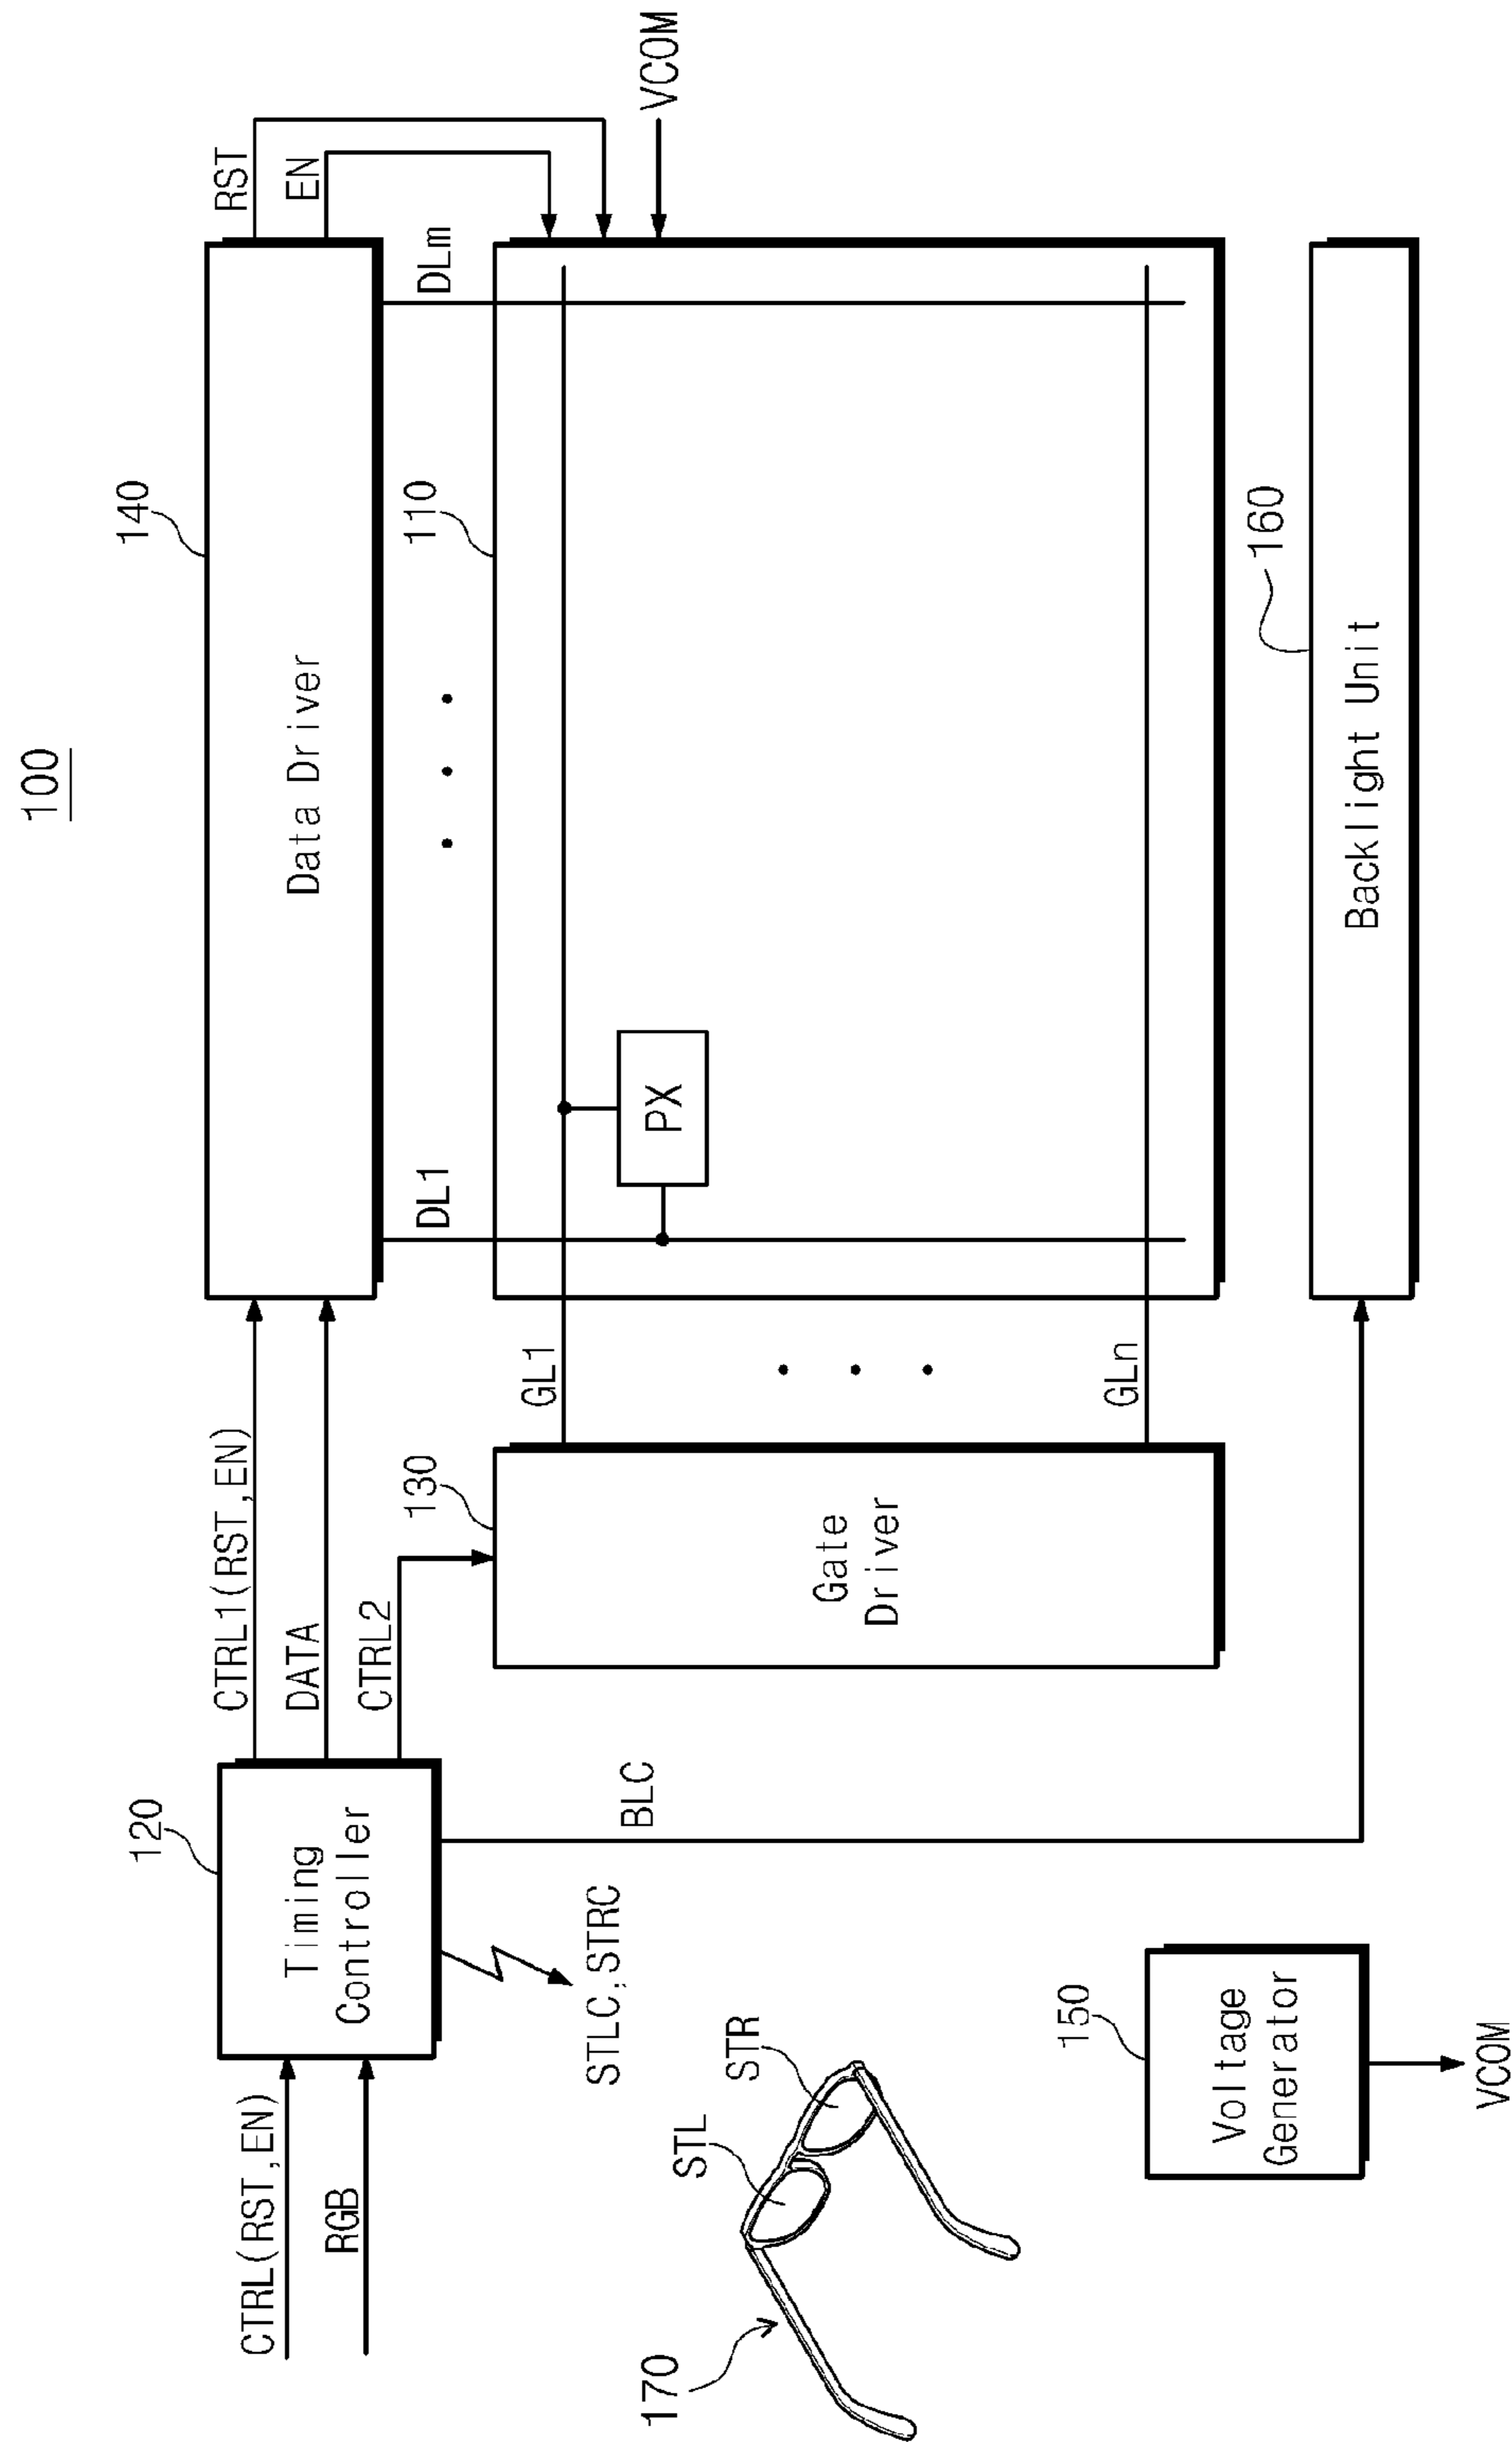 100
140
Data Driver
RST
EN
120
Timing
Controller
CTRL(RST,EN)
RGB
CTRL1(RST,EN)
DATA
CTRL2
DL1
DLm
110
130
Gate
Driver
GL1
GLn
PX
VCOM
BLC
STLC,STRC
STL
STR
170
150
Voltage
Generator
VCOM
160
Backlight Unit